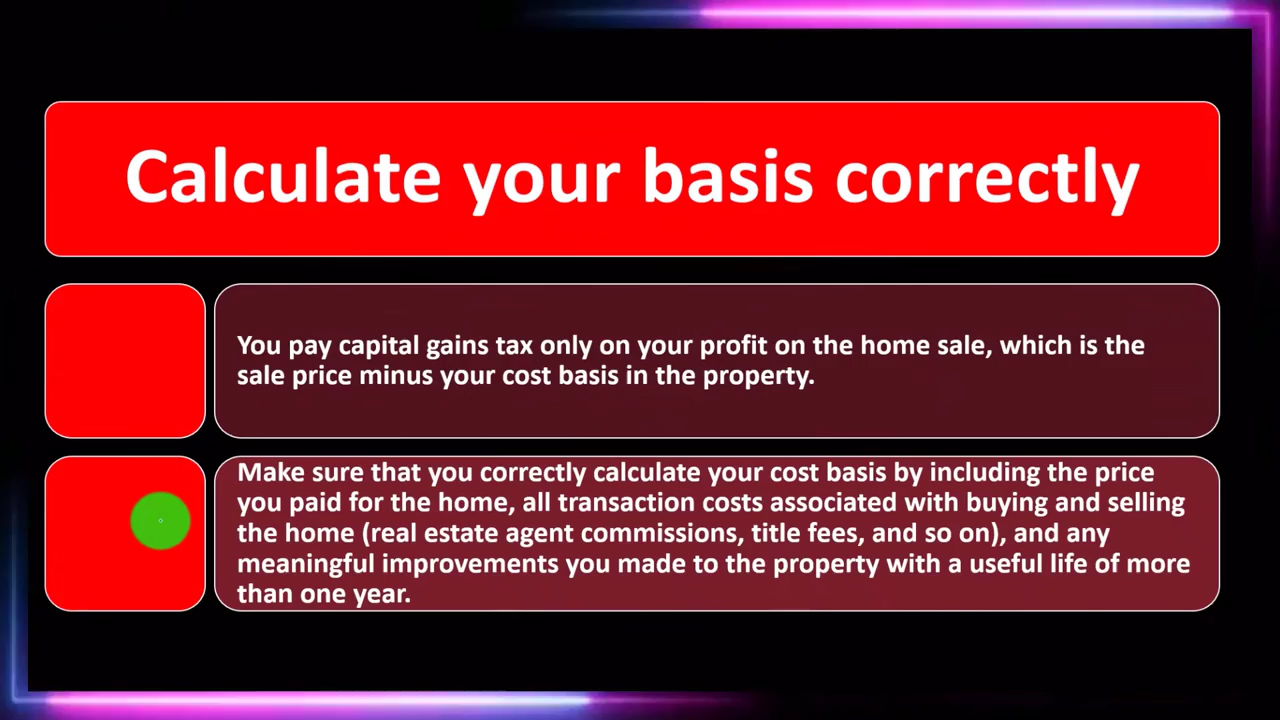 Calculate your basis correctly
You pay capital gains tax only on your profit on the home sale, which is the
sale price minus your cost basis in the property.
Make sure that you correctly calculate your cost basis by including the price
you paid for the home, all transaction costs associated with buying and selling
the home (real estate agent commissions, title fees, and so on), and any
meaningful improvements you made to the property with a useful life of more
than one year.